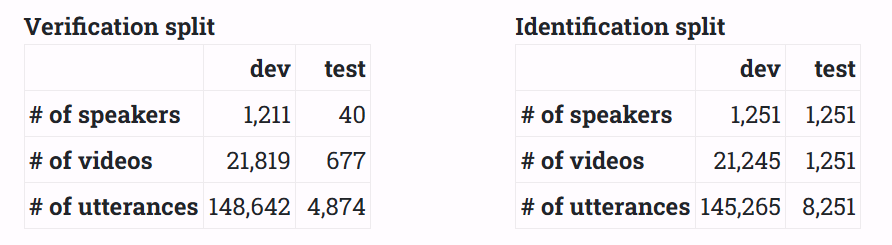 Verification split
dev test
# of speakers 1,211 40
# of videos 21,819 677
# of utterances 148,642 4,874
Identification split
dev test
# of speakers 1,251 1,251
# of videos 21,245 1,251
# of utterances 145,265 8,251